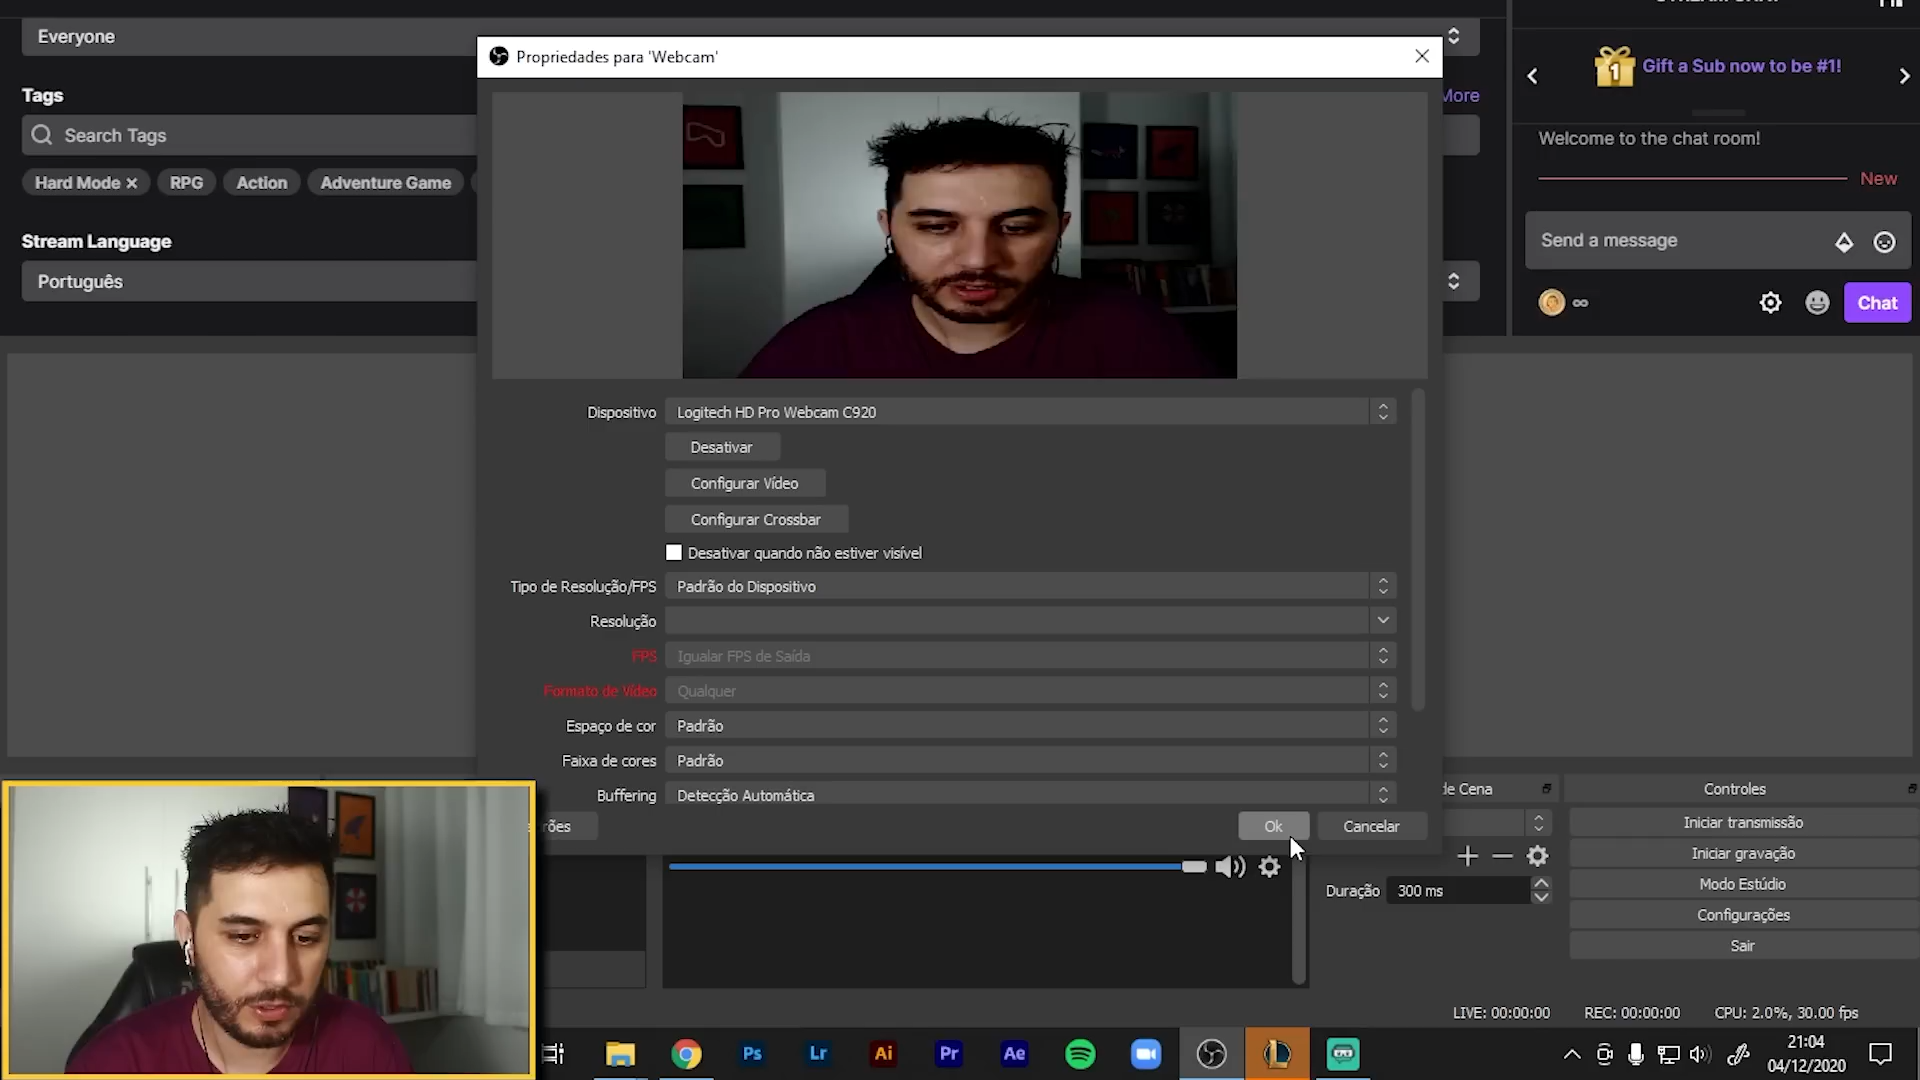 Everyone
Tags
Search Tags
Hard Mode ×
RPG
Action
Adventure Game
Stream Language
Português
Propriedades para 'Webcam'
Dispositivo
Logitech HD Pro Webcam C920
Desativar
Configurar Vídeo
Configurar Crossbar
Desativar quando não estiver visível
Tipo de Resolução/FPS
Padrão do Dispositivo
Resolução
FPS
Igualar FPS de Saída
Formato de Vídeo
Qualquer
Espaço de cor
Padrão
Faixa de cores
Padrão
Buffering
Detecção Automática
Ok
Cancelar
More
1
Gift a Sub now to be #1!
Welcome to the chat room!
New
Send a message
∞
Chat
de Cena
Duração
300 ms
Controles
Iniciar transmissão
Iniciar gravação
Modo Estúdio
Configurações
Sair
LIVE: 00:00:00
REC: 00:00:00
CPU: 2.0%, 30.00 fps
Ps
Lr
Ai
Pr
Ae
21:04
04/12/2020